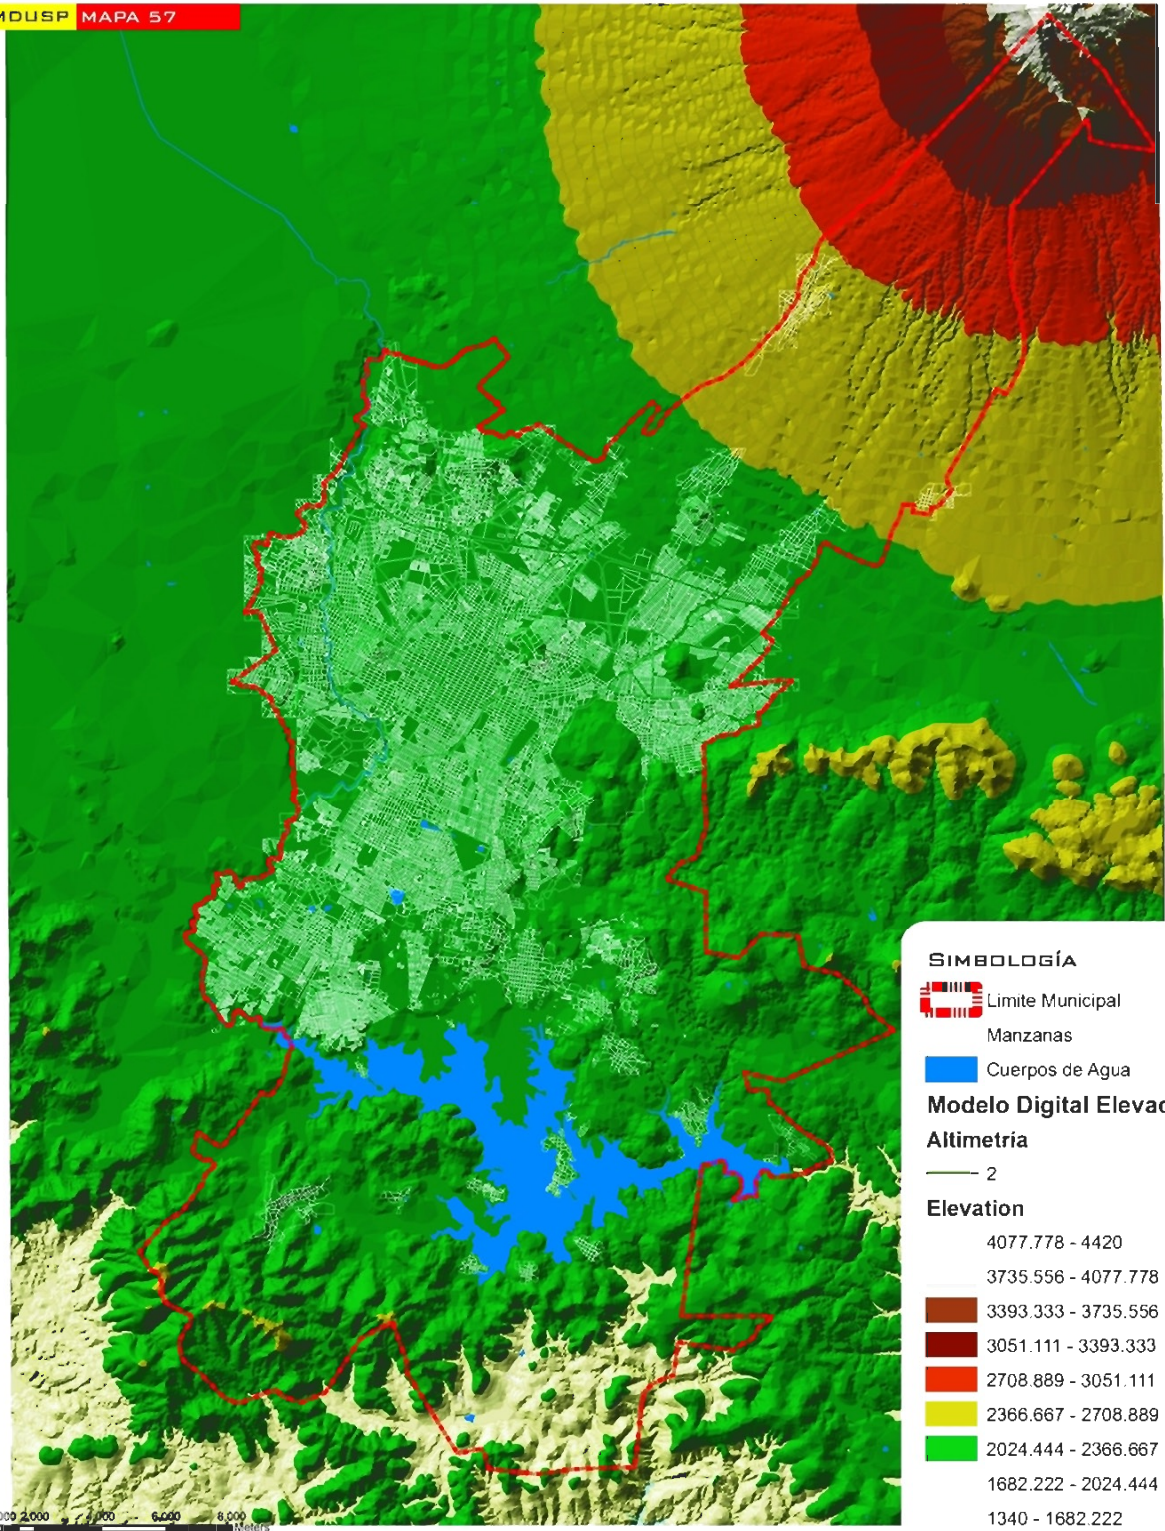 MDUSP MAPA 57
SIMBOLOGÍA
Limite Municipal
Manzanas
Cuerpos de Agua
Modelo Digital Elevac
Altimetría
2
Elevation
4077.778 - 4420
3735.556 - 4077.778
3393.333 - 3735.556
3051.111 - 3393.333
2708.889 - 3051.111
2366.667 - 2708.889
2024.444 - 2366.667
1682.222 - 2024.444
1340 - 1682.222
2,000 4,000 6,000 8,000
Meters